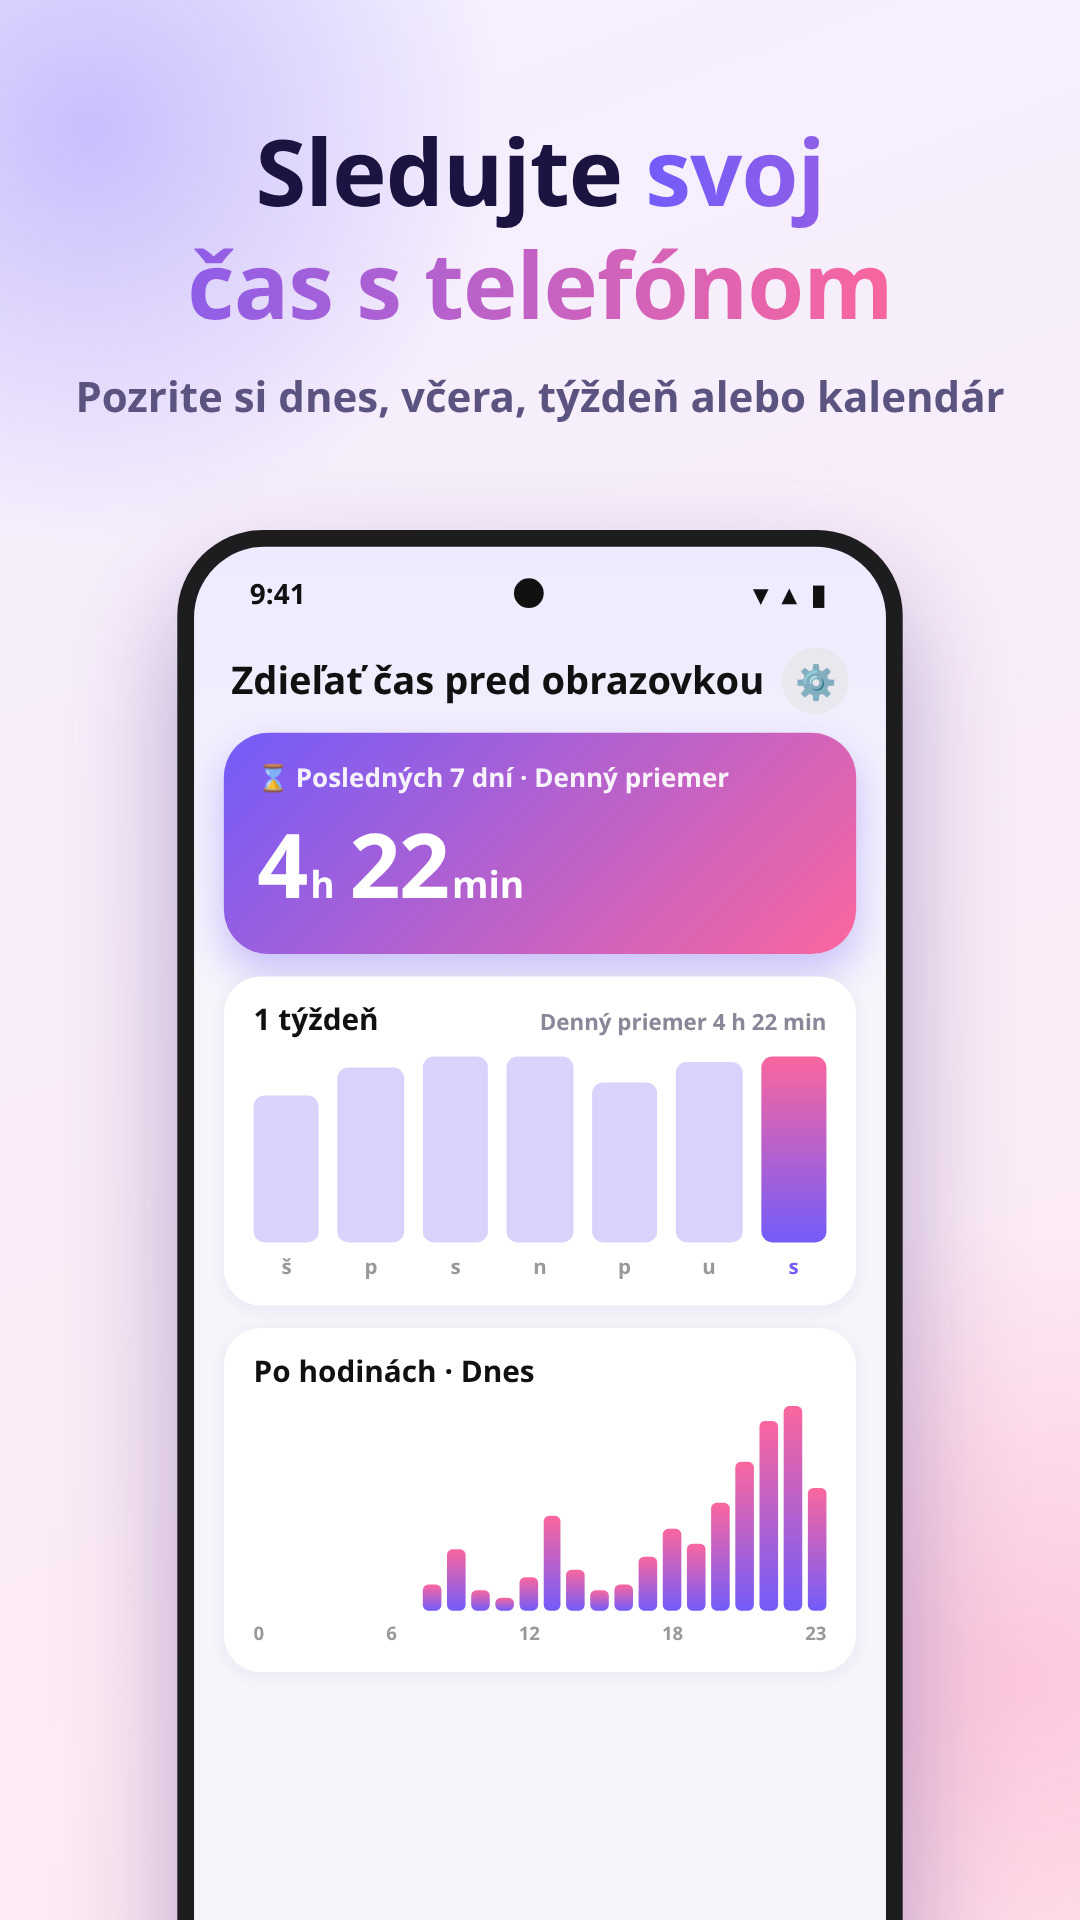 Sledujte svoj
čas s telefónom
Pozrite si dnes, včera, týždeň alebo kalendár
9:41
Zdieľať čas pred obrazovkou
Posledných 7 dní · Denný priemer
4h 22min
1 týždeň
Denný priemer 4 h 22 min
š p s n p u s
Po hodinách · Dnes
0 6 12 18 23